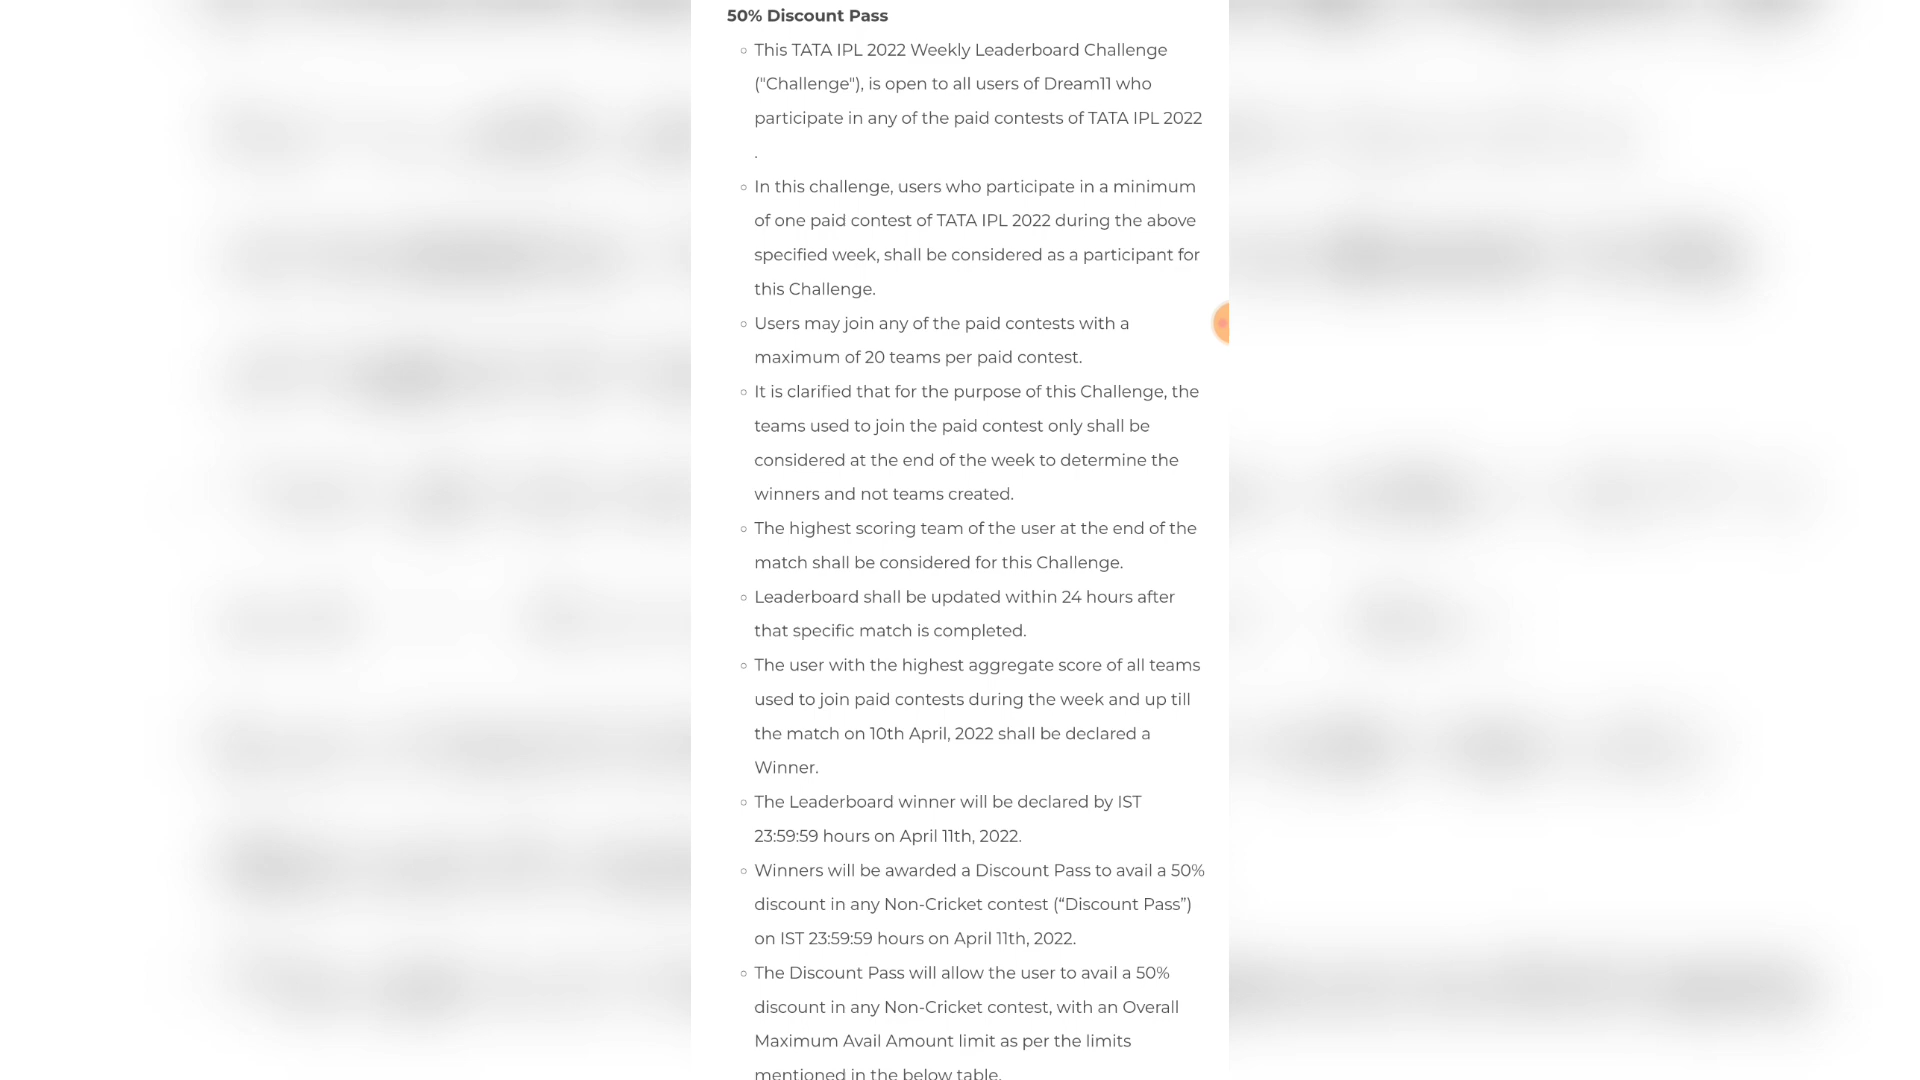 50% Discount Pass
This TATA IPL 2022 Weekly Leaderboard Challenge
("Challenge"), is open to all users of Dream11 who
participate in any of the paid contests of TATA IPL 2022
.
In this challenge, users who participate in a minimum
of one paid contest of TATA IPL 2022 during the above
specified week, shall be considered as a participant for
this Challenge.
Users may join any of the paid contests with a
maximum of 20 teams per paid contest.
It is clarified that for the purpose of this Challenge, the
teams used to join the paid contest only shall be
considered at the end of the week to determine the
winners and not teams created.
The highest scoring team of the user at the end of the
match shall be considered for this Challenge.
Leaderboard shall be updated within 24 hours after
that specific match is completed.
The user with the highest aggregate score of all teams
used to join paid contests during the week and up till
the match on 10th April, 2022 shall be declared a
Winner.
The Leaderboard winner will be declared by IST
23:59:59 hours on April 11th, 2022.
Winners will be awarded a Discount Pass to avail a 50%
discount in any Non-Cricket contest (“Discount Pass”)
on IST 23:59:59 hours on April 11th, 2022.
The Discount Pass will allow the user to avail a 50%
discount in any Non-Cricket contest, with an Overall
Maximum Avail Amount limit as per the limits
mentioned in the below table.